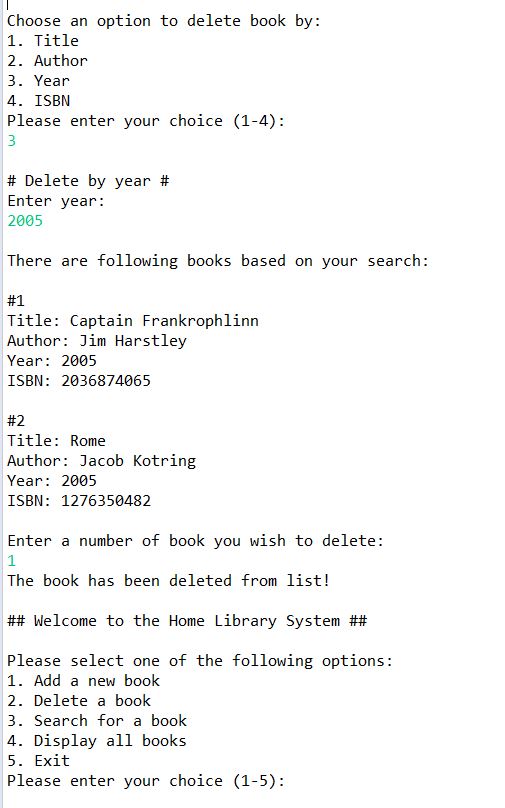 Choose an option to delete book by:
1. Title
2. Author
3. Year
4. ISBN
Please enter your choice (1-4):
3
# Delete by year #
Enter year:
2005
There are following books based on your search:
#1
Title: Captain Frankrophlinn
Author: Jim Harstley
Year: 2005
ISBN: 2036874065
#2
Title: Rome
Author: Jacob Kotring
Year: 2005
ISBN: 1276350482
Enter a number of book you wish to delete:
1
The book has been deleted from list!
## Welcome to the Home Library System ##
Please select one of the following options:
1. Add a new book
2. Delete a book
3. Search for a book
4. Display all books
5. Exit
Please enter your choice (1-5):